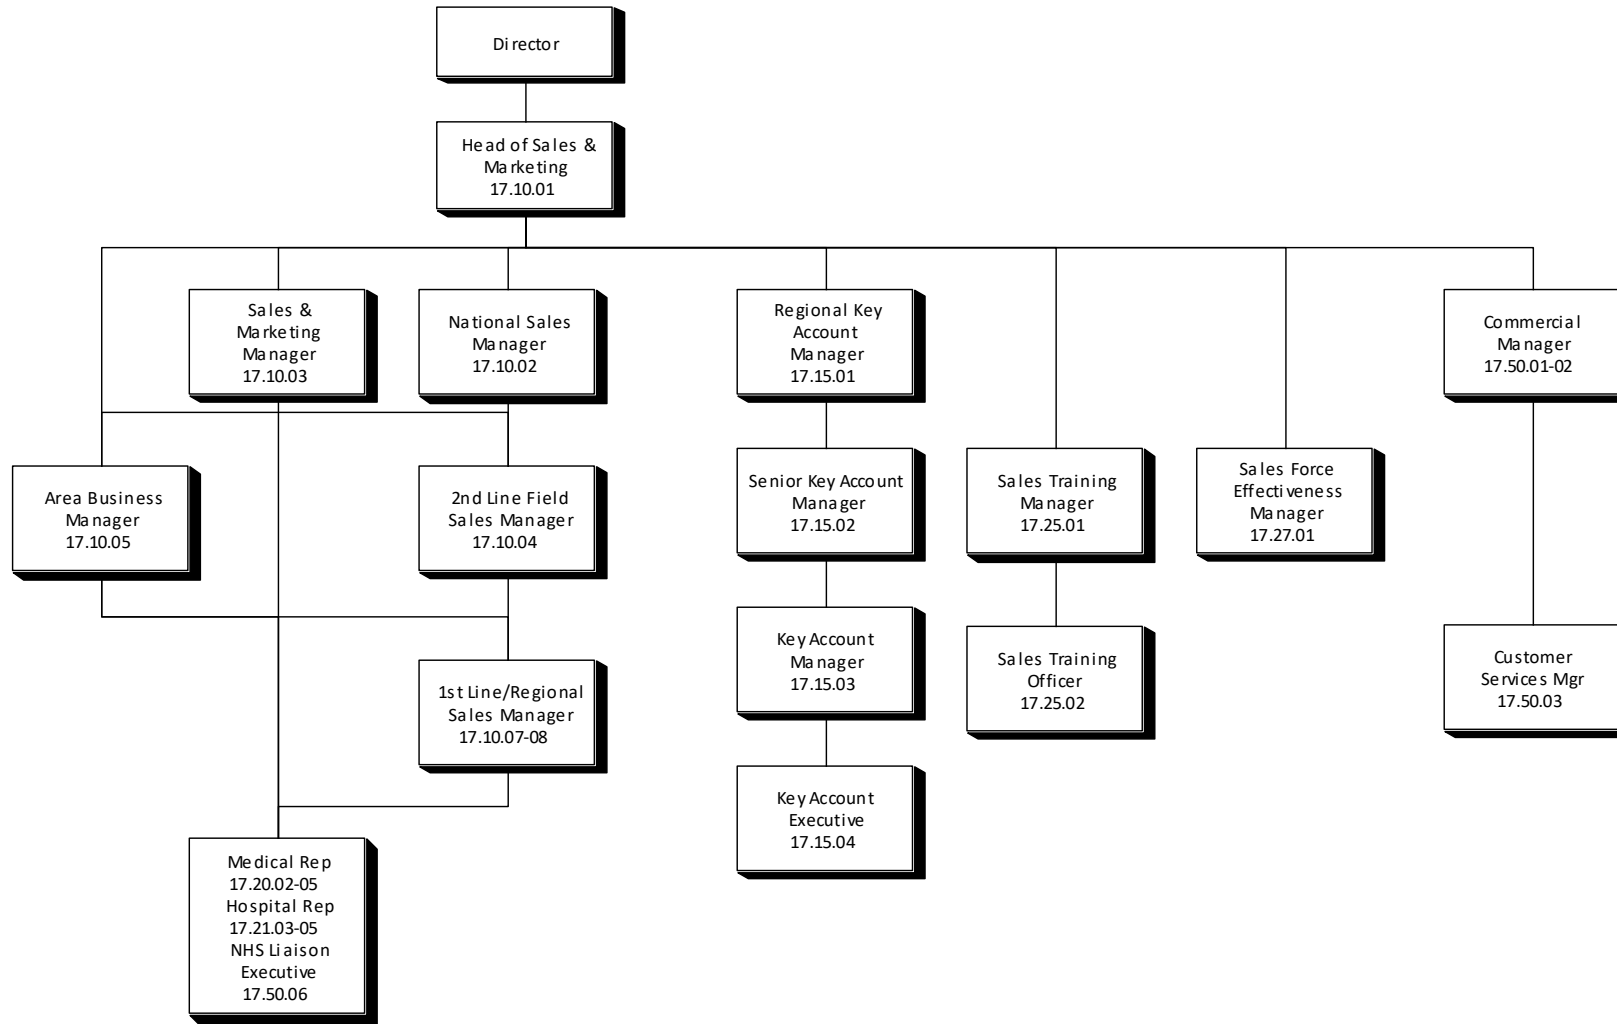 Director
Head of Sales &
Marketing
17.10.01
Sales &
Marketing
Manager
17.10.03
National Sales
Manager
17.10.02
Regional Key
Account
Manager
17.15.01
Commercial
Manager
17.50.01-02
Area Business
Manager
17.10.05
2nd Line Field
Sales Manager
17.10.04
Senior Key Account
Manager
17.15.02
Sales Training
Manager
17.25.01
Sales Force
Effectiveness
Manager
17.27.01
Key Account
Manager
17.15.03
Sales Training
Officer
17.25.02
Customer
Services Mgr
17.50.03
1st Line/Regional
Sales Manager
17.10.07-08
Key Account
Executive
17.15.04
Medical Rep
17.20.02-05
Hospital Rep
17.21.03-05
NHS Liaison
Executive
17.50.06